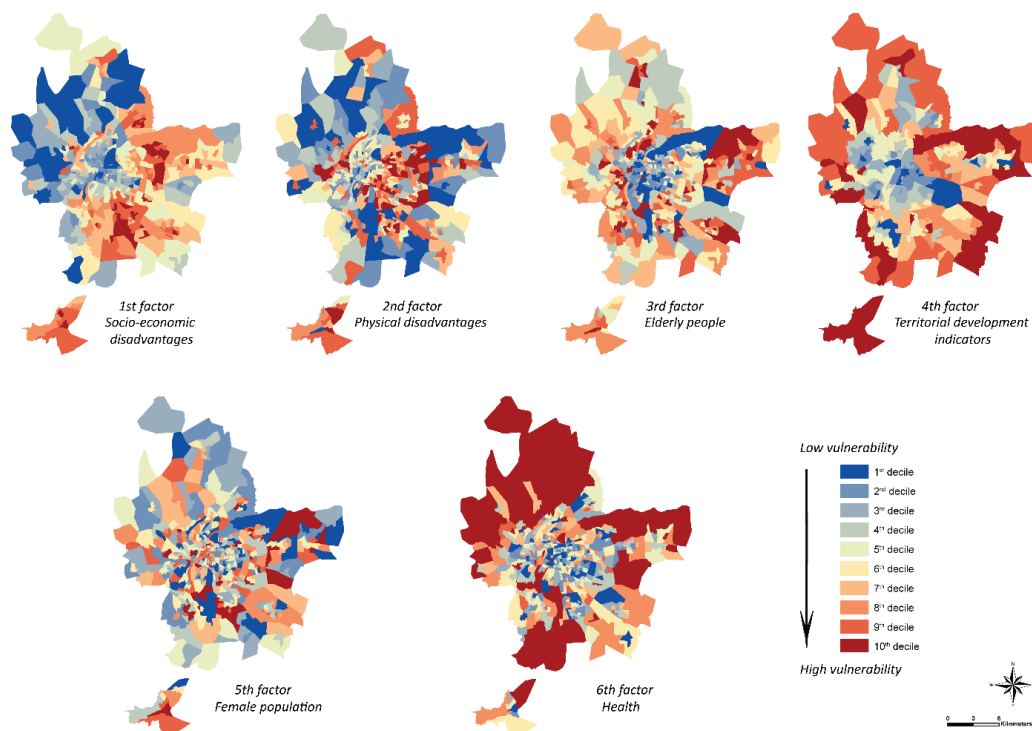 1st factor
Socio-economic
disadvantages
2nd factor
Physical disadvantages
3rd factor
Elderly people
4th factor
Territorial development
indicators
5th factor
Female population
6th factor
Health
Low vulnerability
1st decile
2nd decile
3rd decile
4th decile
5th decile
6th decile
7th decile
8th decile
9th decile
10th decile
High vulnerability
N
W
E
S
0 3 6
Kilometers